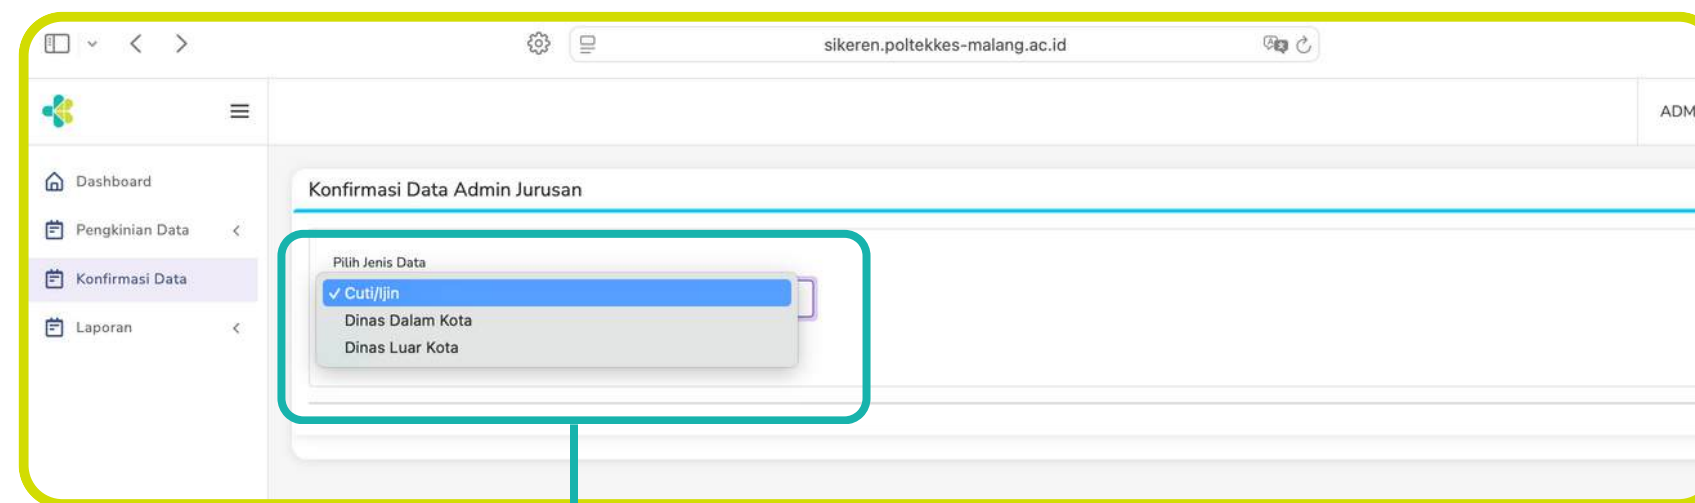 sikeren.poltekkes-malang.ac.id
ADM
Dashboard
Konfirmasi Data Admin Jurusan
Pengkinian Data
Pilih Jenis Data
Konfirmasi Data
✓ Cuti/Ijin
Dinas Dalam Kota
Laporan
Dinas Luar Kota